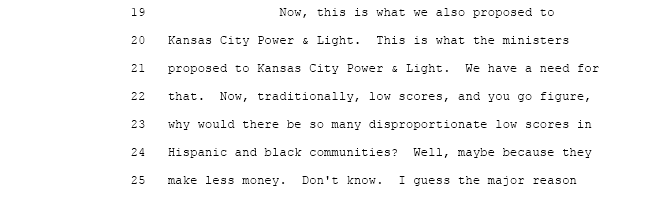 19 Now, this is what we also proposed to
20 Kansas City Power & Light. This is what the ministers
21 proposed to Kansas City Power & Light. We have a need for
22 that. Now, traditionally, low scores, and you go figure,
23 why would there be so many disproportionate low scores in
24 Hispanic and black communities? Well, maybe because they
25 make less money. Don't know. I guess the major reason